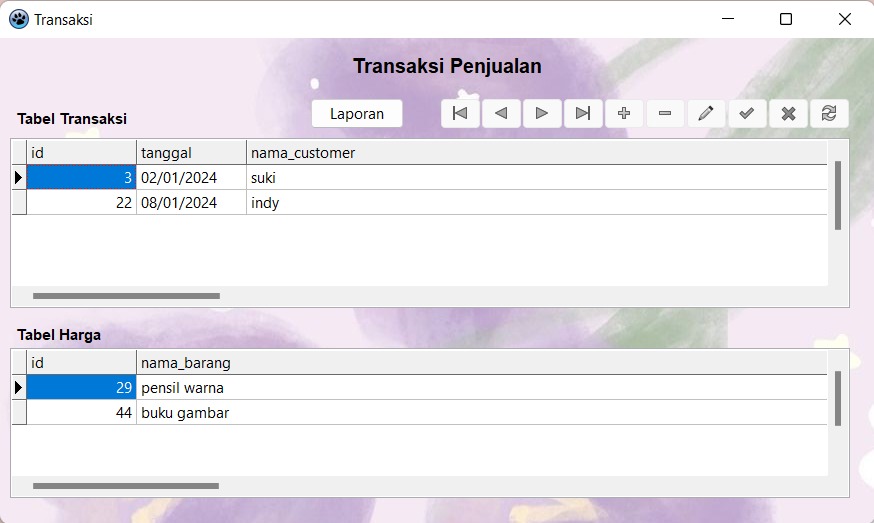 Transaksi
Transaksi Penjualan
Laporan
Tabel Transaksi
id tanggal nama_customer
3 02/01/2024 suki
22 08/01/2024 indy
Tabel Harga
id nama_barang
29 pensil warna
44 buku gambar